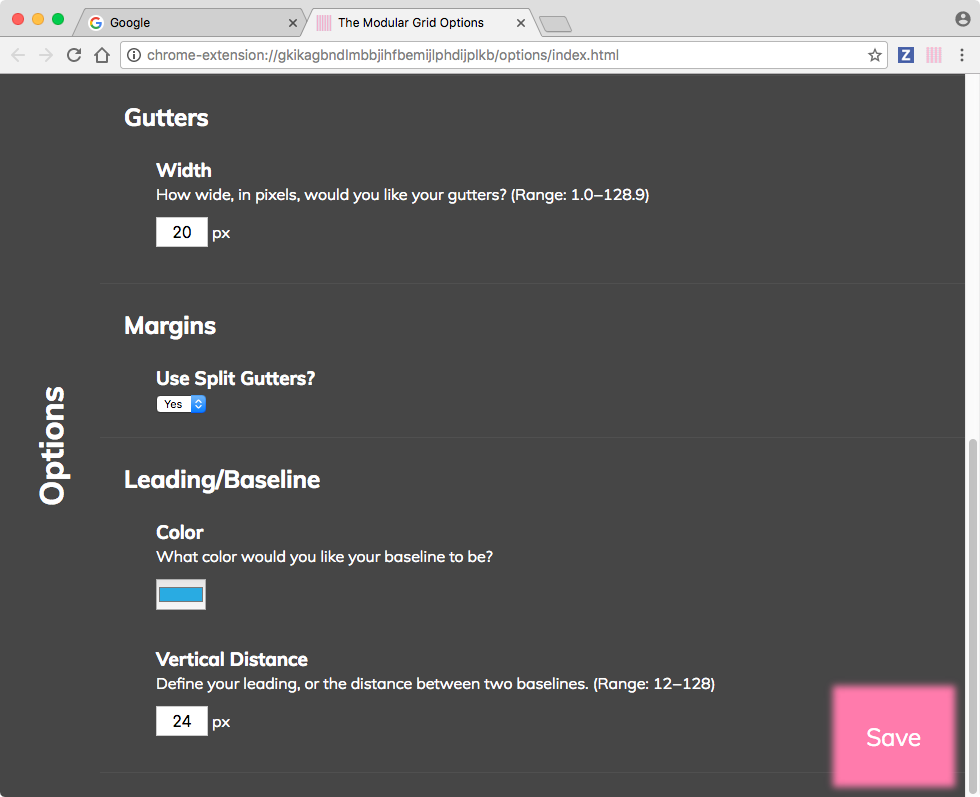 Google
The Modular Grid Options
chrome-extension://gkikagbndlmbbjihfbemijlphdijplkb/options/index.html
Z
Options
Gutters
Width
How wide, in pixels, would you like your gutters? (Range: 1.0–128.9)
20 px
Margins
Use Split Gutters?
Yes
Leading/Baseline
Color
What color would you like your baseline to be?
Vertical Distance
Define your leading, or the distance between two baselines. (Range: 12–128)
24 px
Save